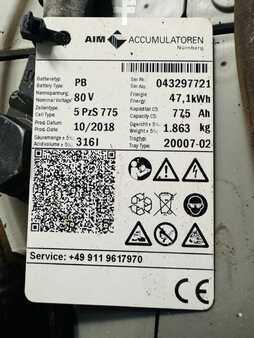 AIM ACCUMULATOREN
Nürnberg
Batterietyp:
Battery Type PB
Nennspannung:
Nominal Voltage: 80 V
Zellentype:
Cell Type 5 PzS 775
Prod. Datum
Prod.-Date 10/2018
Säuremenge ± 5%:
Acid volume ± 5%: 316 l
Serial Nr:
Ser.-Nr. 043297721
Energie
Energy 47,1kWh
Kapazität C5:
Capacity C5: 775 Ah
Gewicht ± 5%:
Weight ± 5%: 1.863 kg
Trogtyp:
Tray Type: 20007-02
Service: +49 911 9617970
CE